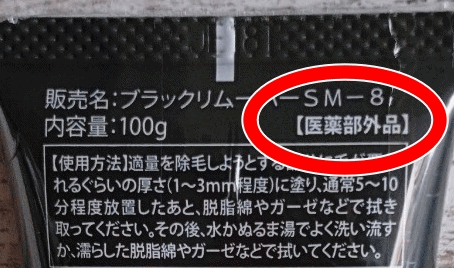 販売名:ブラックリムーバーSM-8
内容量:100g
【医薬部外品】
【使用方法】適量を除毛しようとする
れるぐらいの厚さ(1~3mm程度)に塗り、通常5~10
分程度放置したあと、脱脂綿やガーゼなどで拭き
取ってください。その後、水かぬるま湯でよく洗い流す
か、濡らした脱脂綿やガーゼなどで拭いてください。